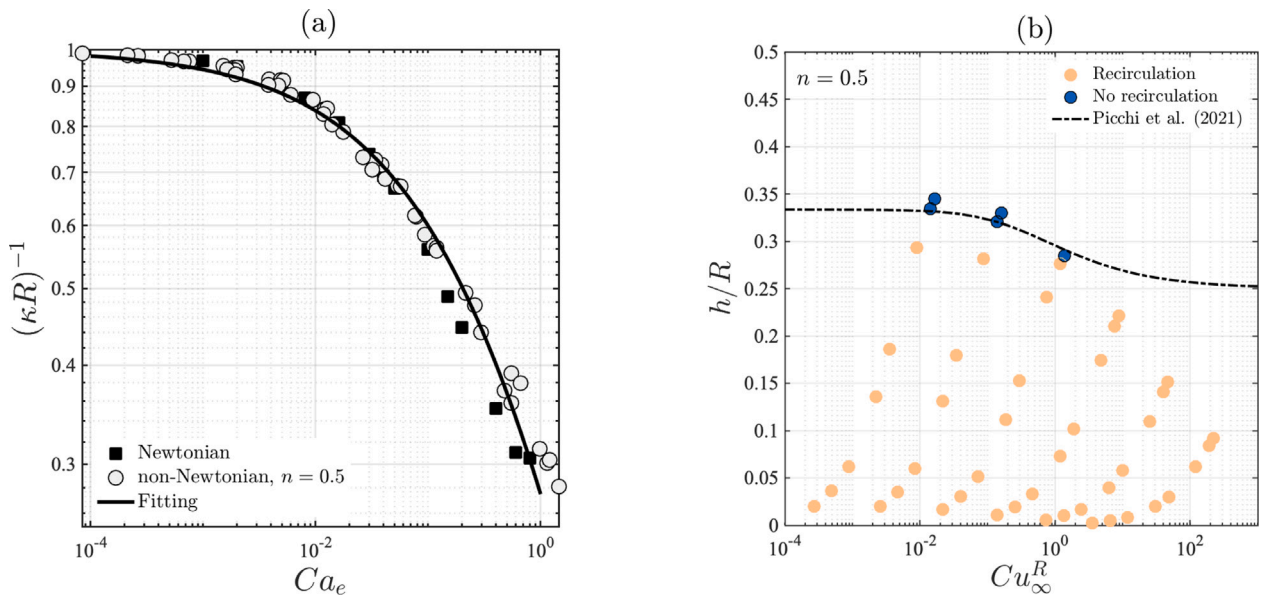 (a)
1
0.9
0.8
0.7
0.6
0.5
0.4
0.3
(κR)⁻¹
Newtonian
non-Newtonian, n = 0.5
Fitting
10⁻⁴
10⁻²
10⁰
Caₑ
(b)
0.5
0.45
0.4
0.35
0.3
0.25
0.2
0.15
0.1
0.05
0
h/R
n = 0.5
Recirculation
No recirculation
Picchi et al. (2021)
10⁻⁴
10⁻²
10⁰
10²
Cu^R_∞